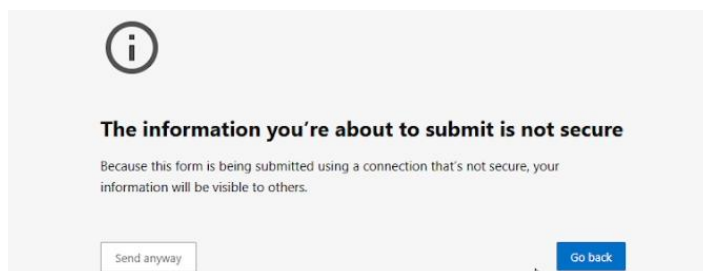 The information you're about to submit is not secure
Because this form is being submitted using a connection that's not secure, your
information will be visible to others.
Send anyway
Go back